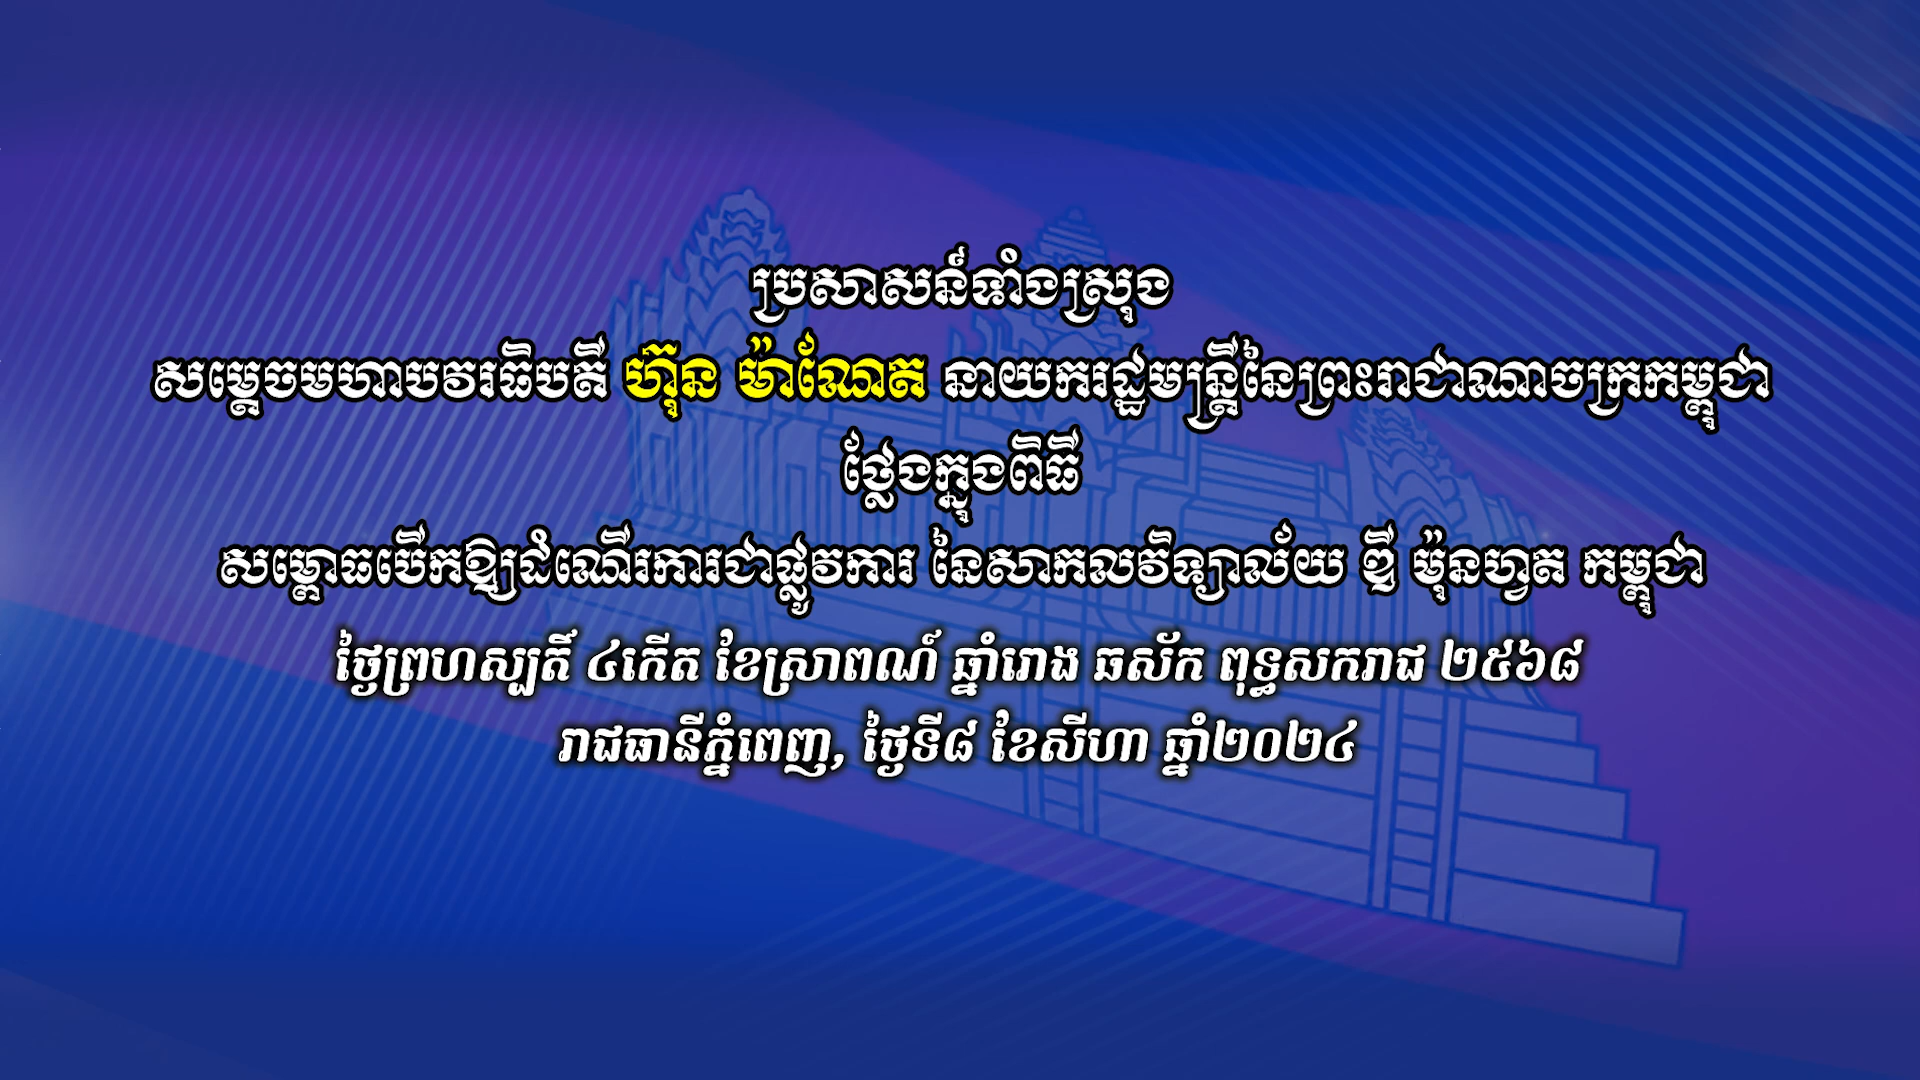 ប្រសាសន៍ទាំងស្រុង
សម្តេចមហាបវរធិបតី ហ៊ុន ម៉ាណែត នាយករដ្ឋមន្ត្រីនៃព្រះរាជាណាចក្រកម្ពុជា
ថ្លែងក្នុងពិធី
សម្ពោធបើកឱ្យដំណើរការជាផ្លូវការ នៃសាកលវិទ្យាល័យ ឌឺ ម៉ុនហ្វត កម្ពុជា
ថ្ងៃព្រហស្បតិ៍ ៤កើត ខែស្រាពណ៍ ឆ្នាំរោង ឆស័ក ពុទ្ធសករាជ ២៥៦៨
រាជធានីភ្នំពេញ, ថ្ងៃទី៨ ខែសីហា ឆ្នាំ២០២៤